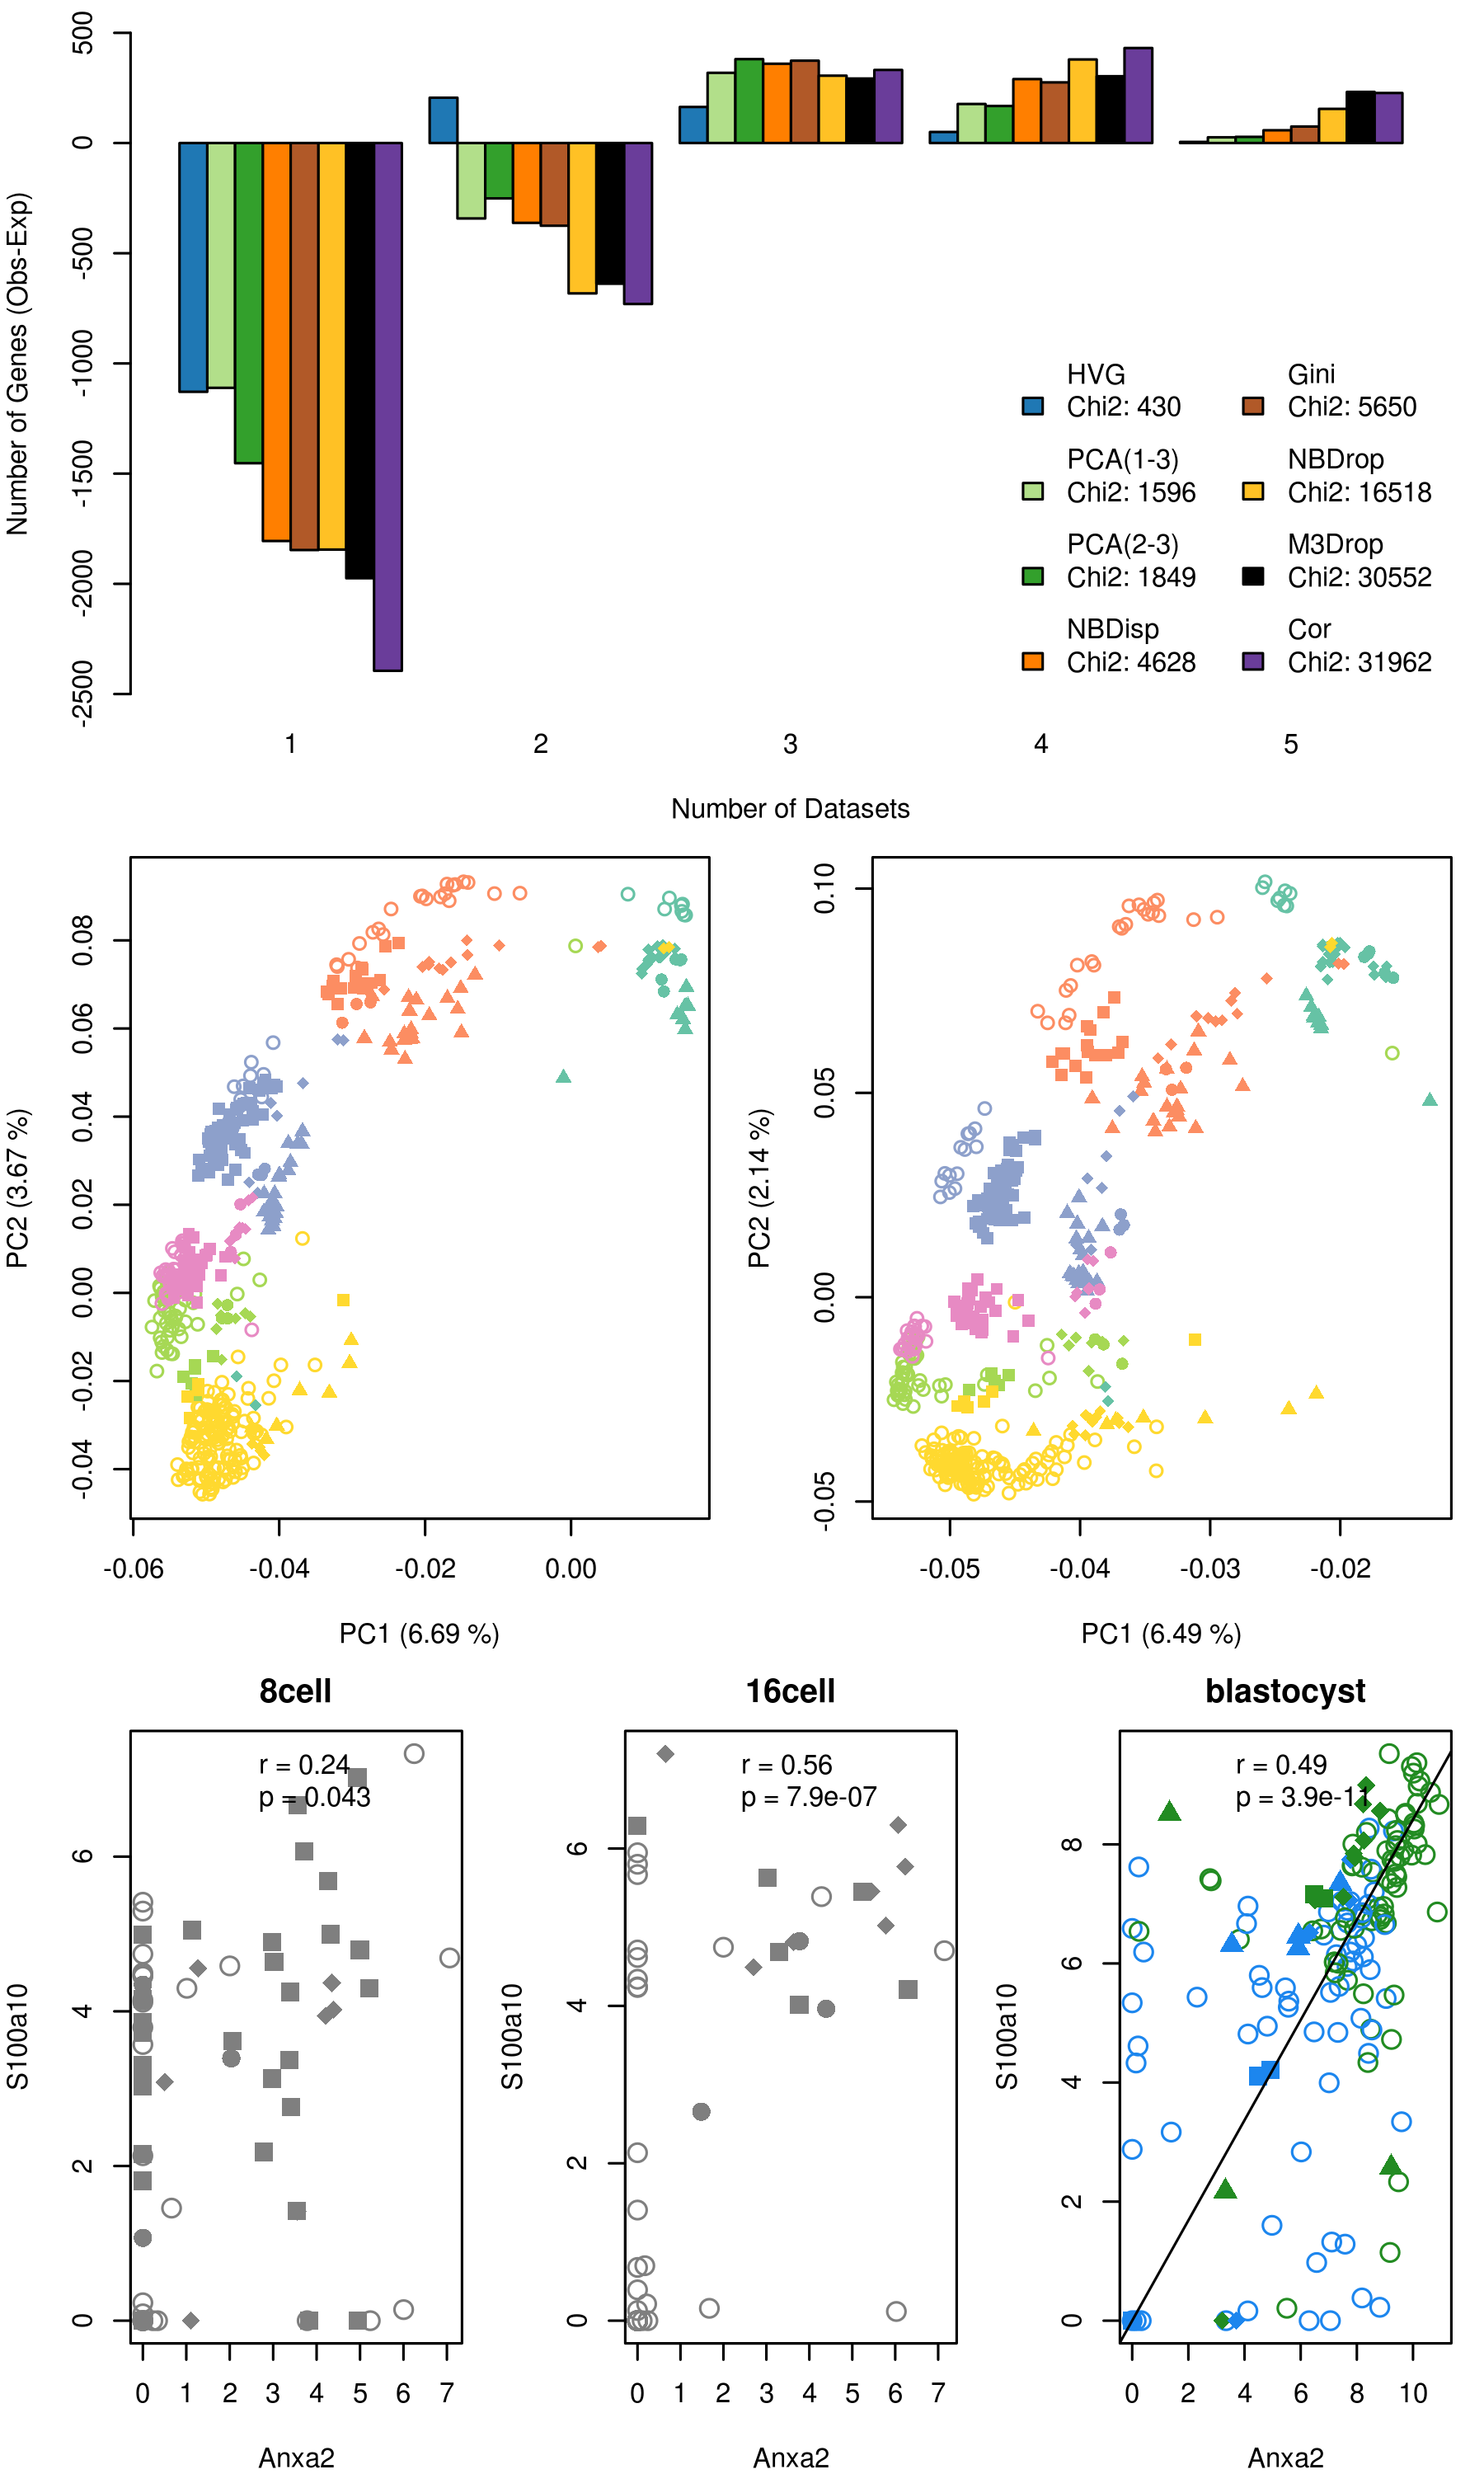 Number of Genes (Obs-Exp)
500
0
-500
-1000
-1500
-2000
-2500
HVG
Chi2: 430
PCA(1-3)
Chi2: 1596
PCA(2-3)
Chi2: 1849
NBDisp
Chi2: 4628
Gini
Chi2: 5650
NBDrop
Chi2: 16518
M3Drop
Chi2: 30552
Cor
Chi2: 31962
1 2 3 4 5
Number of Datasets
PC2 (3.67 %)
0.08
0.06
0.04
0.02
0.00
-0.02
-0.04
-0.06 -0.04 -0.02 0.00
PC1 (6.69 %)
PC2 (2.14 %)
0.10
0.05
0.00
-0.05
-0.05 -0.04 -0.03 -0.02
PC1 (6.49 %)
8cell
r = 0.24
p = 0.043
S100a10
6
4
2
0
0 1 2 3 4 5 6 7
Anxa2
16cell
r = 0.56
p = 7.9e-07
S100a10
6
4
2
0
0 1 2 3 4 5 6 7
Anxa2
blastocyst
r = 0.49
p = 3.9e-11
S100a10
8
6
4
2
0
0 2 4 6 8 10
Anxa2